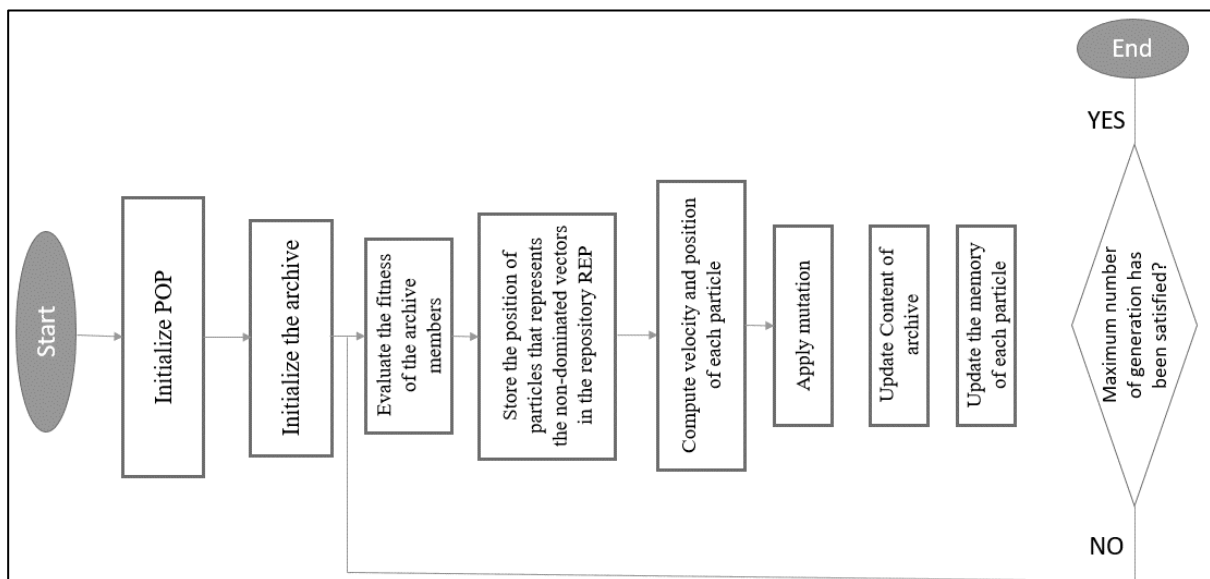 Start
Initialize POP
Initialize the archive
Evaluate the fitness
of the archive
members
Store the position of
particles that represents
the non-dominated vectors
in the repository REP
Compute velocity and position
of each particle
Apply mutation
Update Content of
archive
Update the memory
of each particle
Maximum number
of generation has
been satisfied?
YES
NO
End